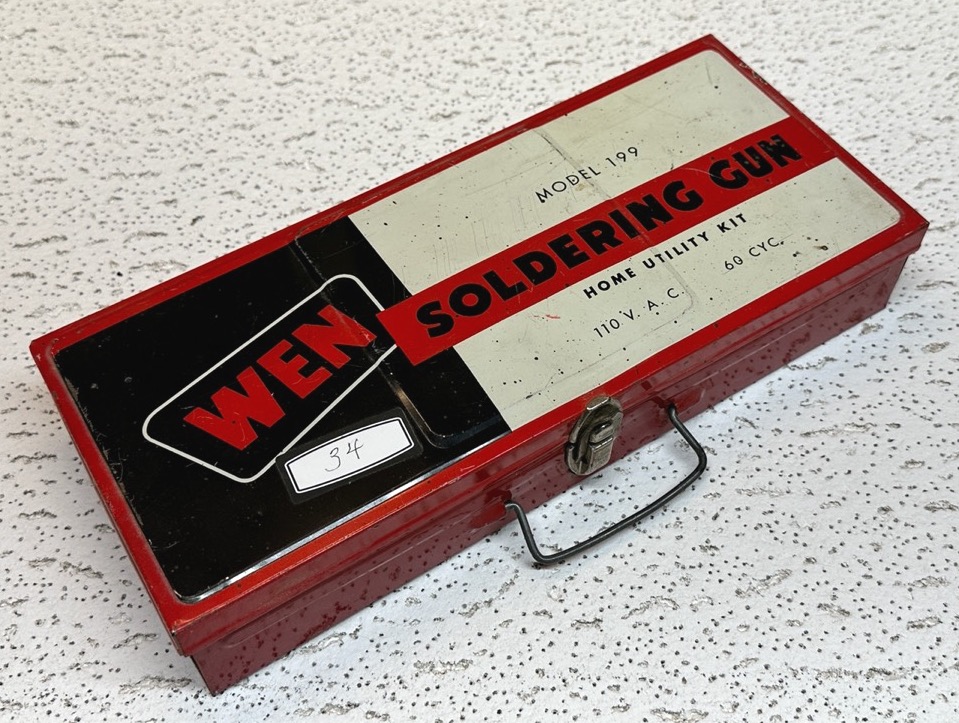 MODEL 199
WEN
SOLDERING GUN
HOME UTILITY KIT
110 V. A. C.
60 CYC.
34